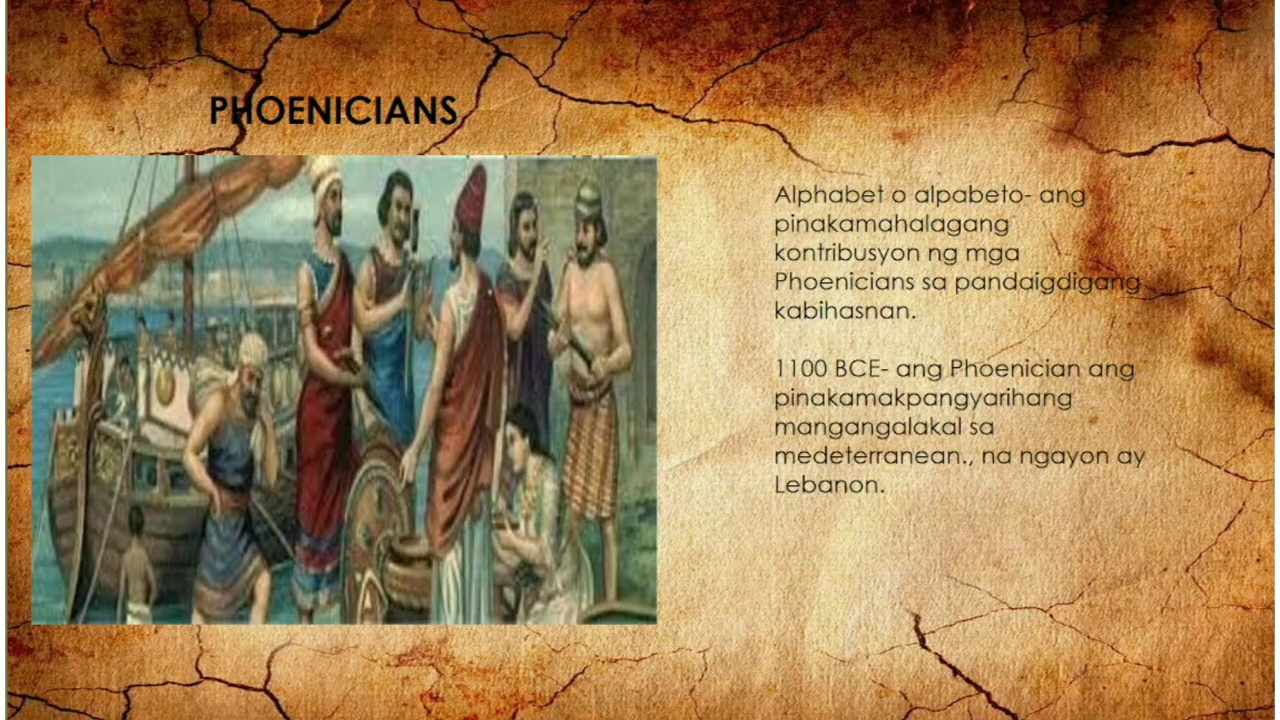 PHOENICIANS
Alphabet o alpabeto- ang
pinakamahalagang
kontribusyon ng mga
Phoenicians sa pandaigdigang
kabihasnan.
1100 BCE- ang Phoenician ang
pinakamakpangyarihang
mangangalakal sa
medeterranean., na ngayon ay
Lebanon.